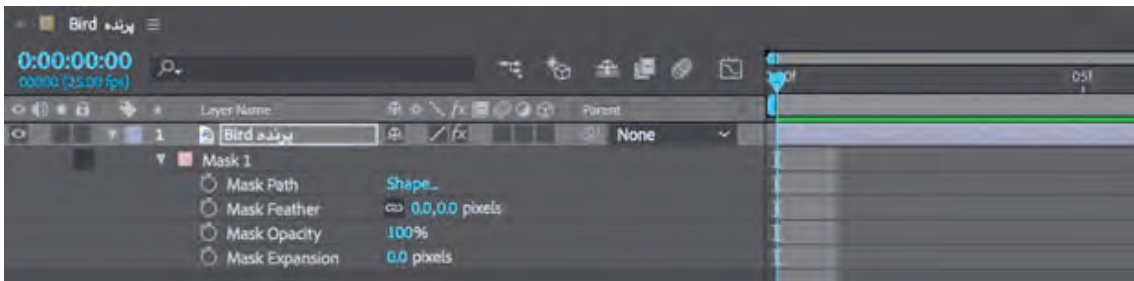 Bird پرنده
0:00:00:00
00000 (25.00 fps)
05f
# Layer Name fx Parent
1 Bird پرنده fx None
Mask 1
Mask Path Shape...
Mask Feather 0.0,0.0 pixels
Mask Opacity 100%
Mask Expansion 0.0 pixels